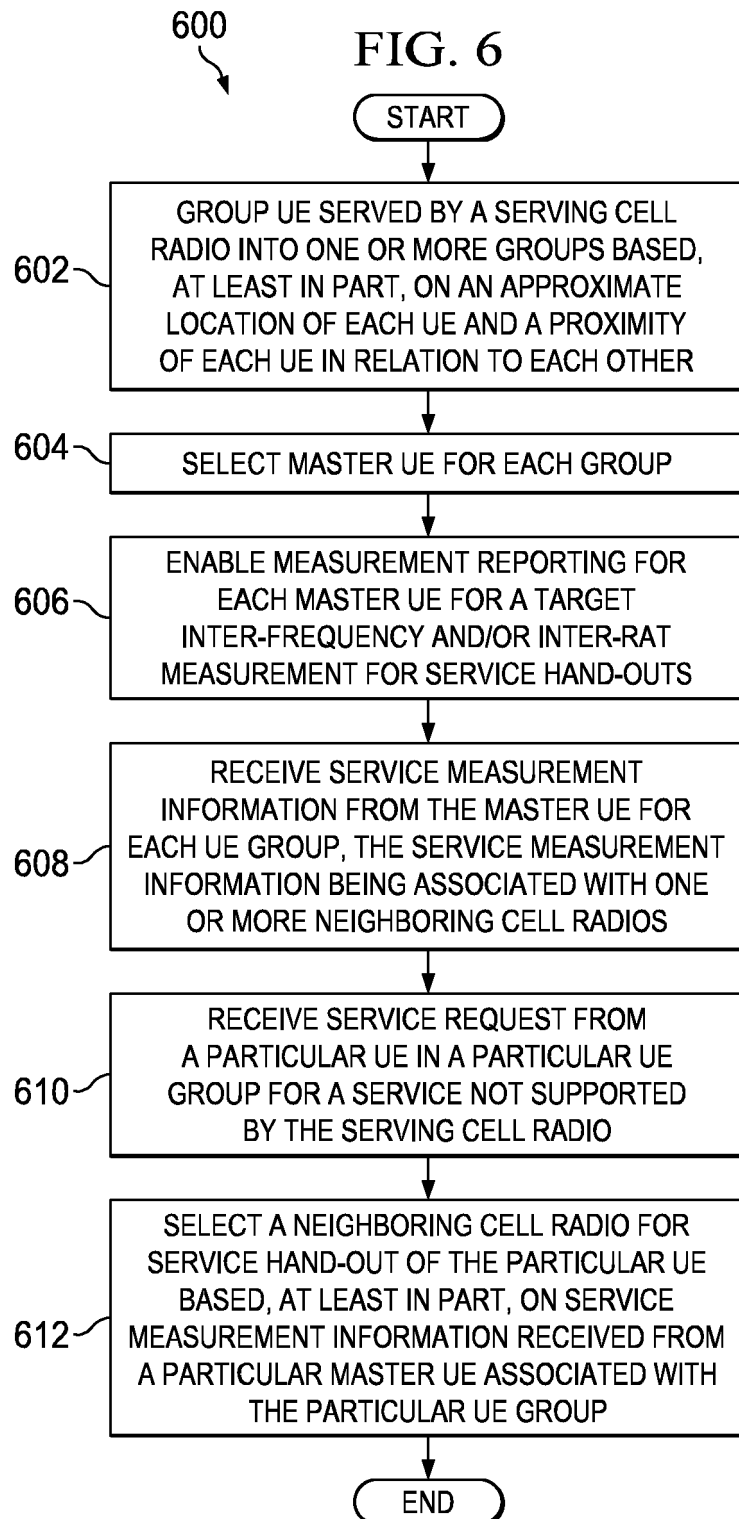 600
FIG. 6
START
602
GROUP UE SERVED BY A SERVING CELL
RADIO INTO ONE OR MORE GROUPS BASED,
AT LEAST IN PART, ON AN APPROXIMATE
LOCATION OF EACH UE AND A PROXIMITY
OF EACH UE IN RELATION TO EACH OTHER
604
SELECT MASTER UE FOR EACH GROUP
606
ENABLE MEASUREMENT REPORTING FOR
EACH MASTER UE FOR A TARGET
INTER-FREQUENCY AND/OR INTER-RAT
MEASUREMENT FOR SERVICE HAND-OUTS
608
RECEIVE SERVICE MEASUREMENT
INFORMATION FROM THE MASTER UE FOR
EACH UE GROUP, THE SERVICE MEASUREMENT
INFORMATION BEING ASSOCIATED WITH ONE
OR MORE NEIGHBORING CELL RADIOS
610
RECEIVE SERVICE REQUEST FROM
A PARTICULAR UE IN A PARTICULAR UE
GROUP FOR A SERVICE NOT SUPPORTED
BY THE SERVING CELL RADIO
612
SELECT A NEIGHBORING CELL RADIO FOR
SERVICE HAND-OUT OF THE PARTICULAR UE
BASED, AT LEAST IN PART, ON SERVICE
MEASUREMENT INFORMATION RECEIVED FROM
A PARTICULAR MASTER UE ASSOCIATED WITH
THE PARTICULAR UE GROUP
END